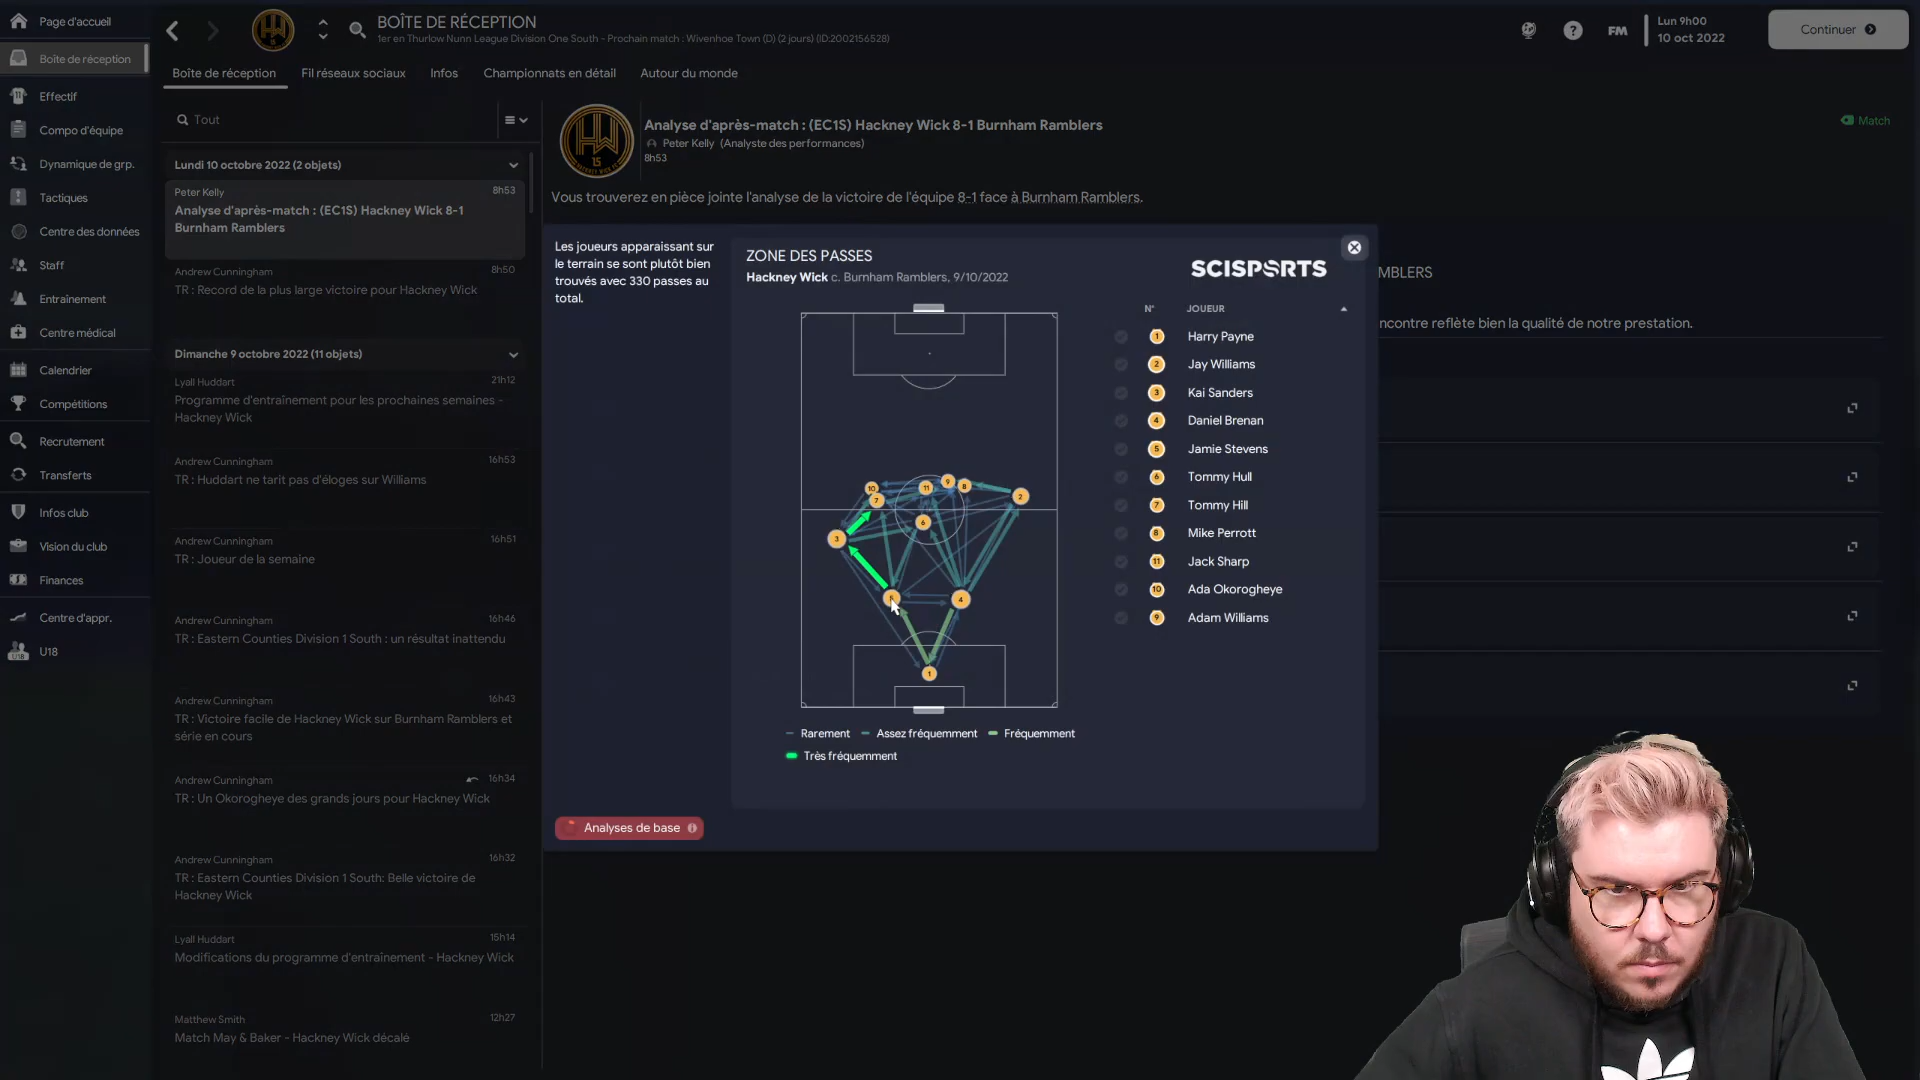 Page d'accueil
Boîte de réception
Effectif
Compo d'équipe
Dynamique de grp.
Tactiques
Centre des données
Staff
Entraînement
Centre médical
Calendrier
Compétitions
Recrutement
Transferts
Infos club
Vision du club
Finances
Centre d'appr.
U18
BOÎTE DE RÉCEPTION
1er en Thurlow Nunn League Division One South - Prochain match : Wivenhoe Town (D) (2 jours) (ID:2002156528)
FM
Lun 9h00
10 oct 2022
Continuer
Boîte de réception
Fil réseaux sociaux
Infos
Championnats en détail
Autour du monde
Tout
Lundi 10 octobre 2022 (2 objets)
Peter Kelly 8h53
Analyse d'après-match : (EC1S) Hackney Wick 8-1
Burnham Ramblers
Andrew Cunningham 8h50
TR : Record de la plus large victoire pour Hackney Wick
Dimanche 9 octobre 2022 (11 objets)
Lyall Huddart 21h12
Programme d'entraînement pour les prochaines semaines -
Hackney Wick
Andrew Cunningham 16h53
TR : Huddart ne tarit pas d'éloges sur Williams
Andrew Cunningham 16h51
TR : Joueur de la semaine
Andrew Cunningham 16h46
TR : Eastern Counties Division 1 South : un résultat inattendu
Andrew Cunningham 16h43
TR : Victoire facile de Hackney Wick sur Burnham Ramblers et
série en cours
Andrew Cunningham 16h34
TR : Un Okorogheye des grands jours pour Hackney Wick
Andrew Cunningham 16h32
TR : Eastern Counties Division 1 South: Belle victoire de
Hackney Wick
Lyall Huddart 15h14
Modifications du programme d'entraînement - Hackney Wick
Matthew Smith 12h27
Match May & Baker - Hackney Wick décalé
HW
15
Analyse d'après-match : (EC1S) Hackney Wick 8-1 Burnham Ramblers
Peter Kelly (Analyste des performances)
8h53
Match
Vous trouverez en pièce jointe l'analyse de la victoire de l'équipe 8-1 face à Burnham Ramblers.
MBLERS
ncontre reflète bien la qualité de notre prestation.
Les joueurs apparaissant sur
le terrain se sont plutôt bien
trouvés avec 330 passes au
total.
ZONE DES PASSES
Hackney Wick c. Burnham Ramblers, 9/10/2022
SCISPORTS
N° JOUEUR
1 Harry Payne
2 Jay Williams
3 Kai Sanders
4 Daniel Brenan
5 Jamie Stevens
6 Tommy Hull
7 Tommy Hill
8 Mike Perrott
11 Jack Sharp
10 Ada Okorogheye
9 Adam Williams
10 11 9 8
7 2
6
3
4
1
Rarement Assez fréquemment Fréquemment
Très fréquemment
Analyses de base